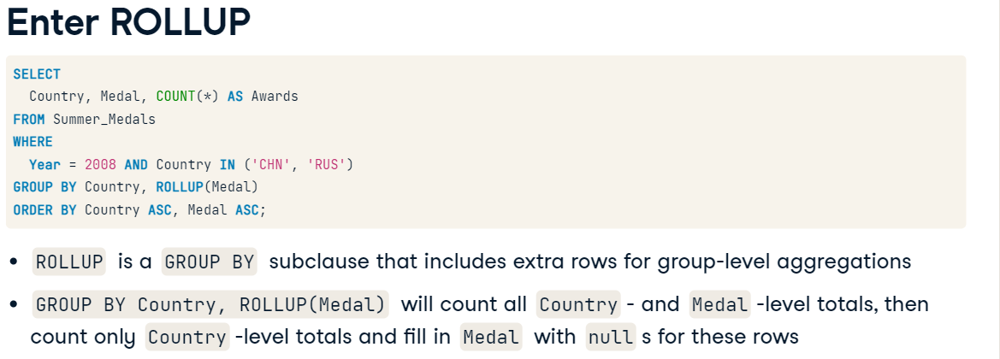 Enter ROLLUP
SELECT
Country, Medal, COUNT(*) AS Awards
FROM Summer_Medals
WHERE
Year = 2008 AND Country IN ('CHN', 'RUS')
GROUP BY Country, ROLLUP(Medal)
ORDER BY Country ASC, Medal ASC;
• ROLLUP is a GROUP BY subclause that includes extra rows for group-level aggregations
• GROUP BY Country, ROLLUP(Medal) will count all Country - and Medal -level totals, then
count only Country -level totals and fill in Medal with null s for these rows